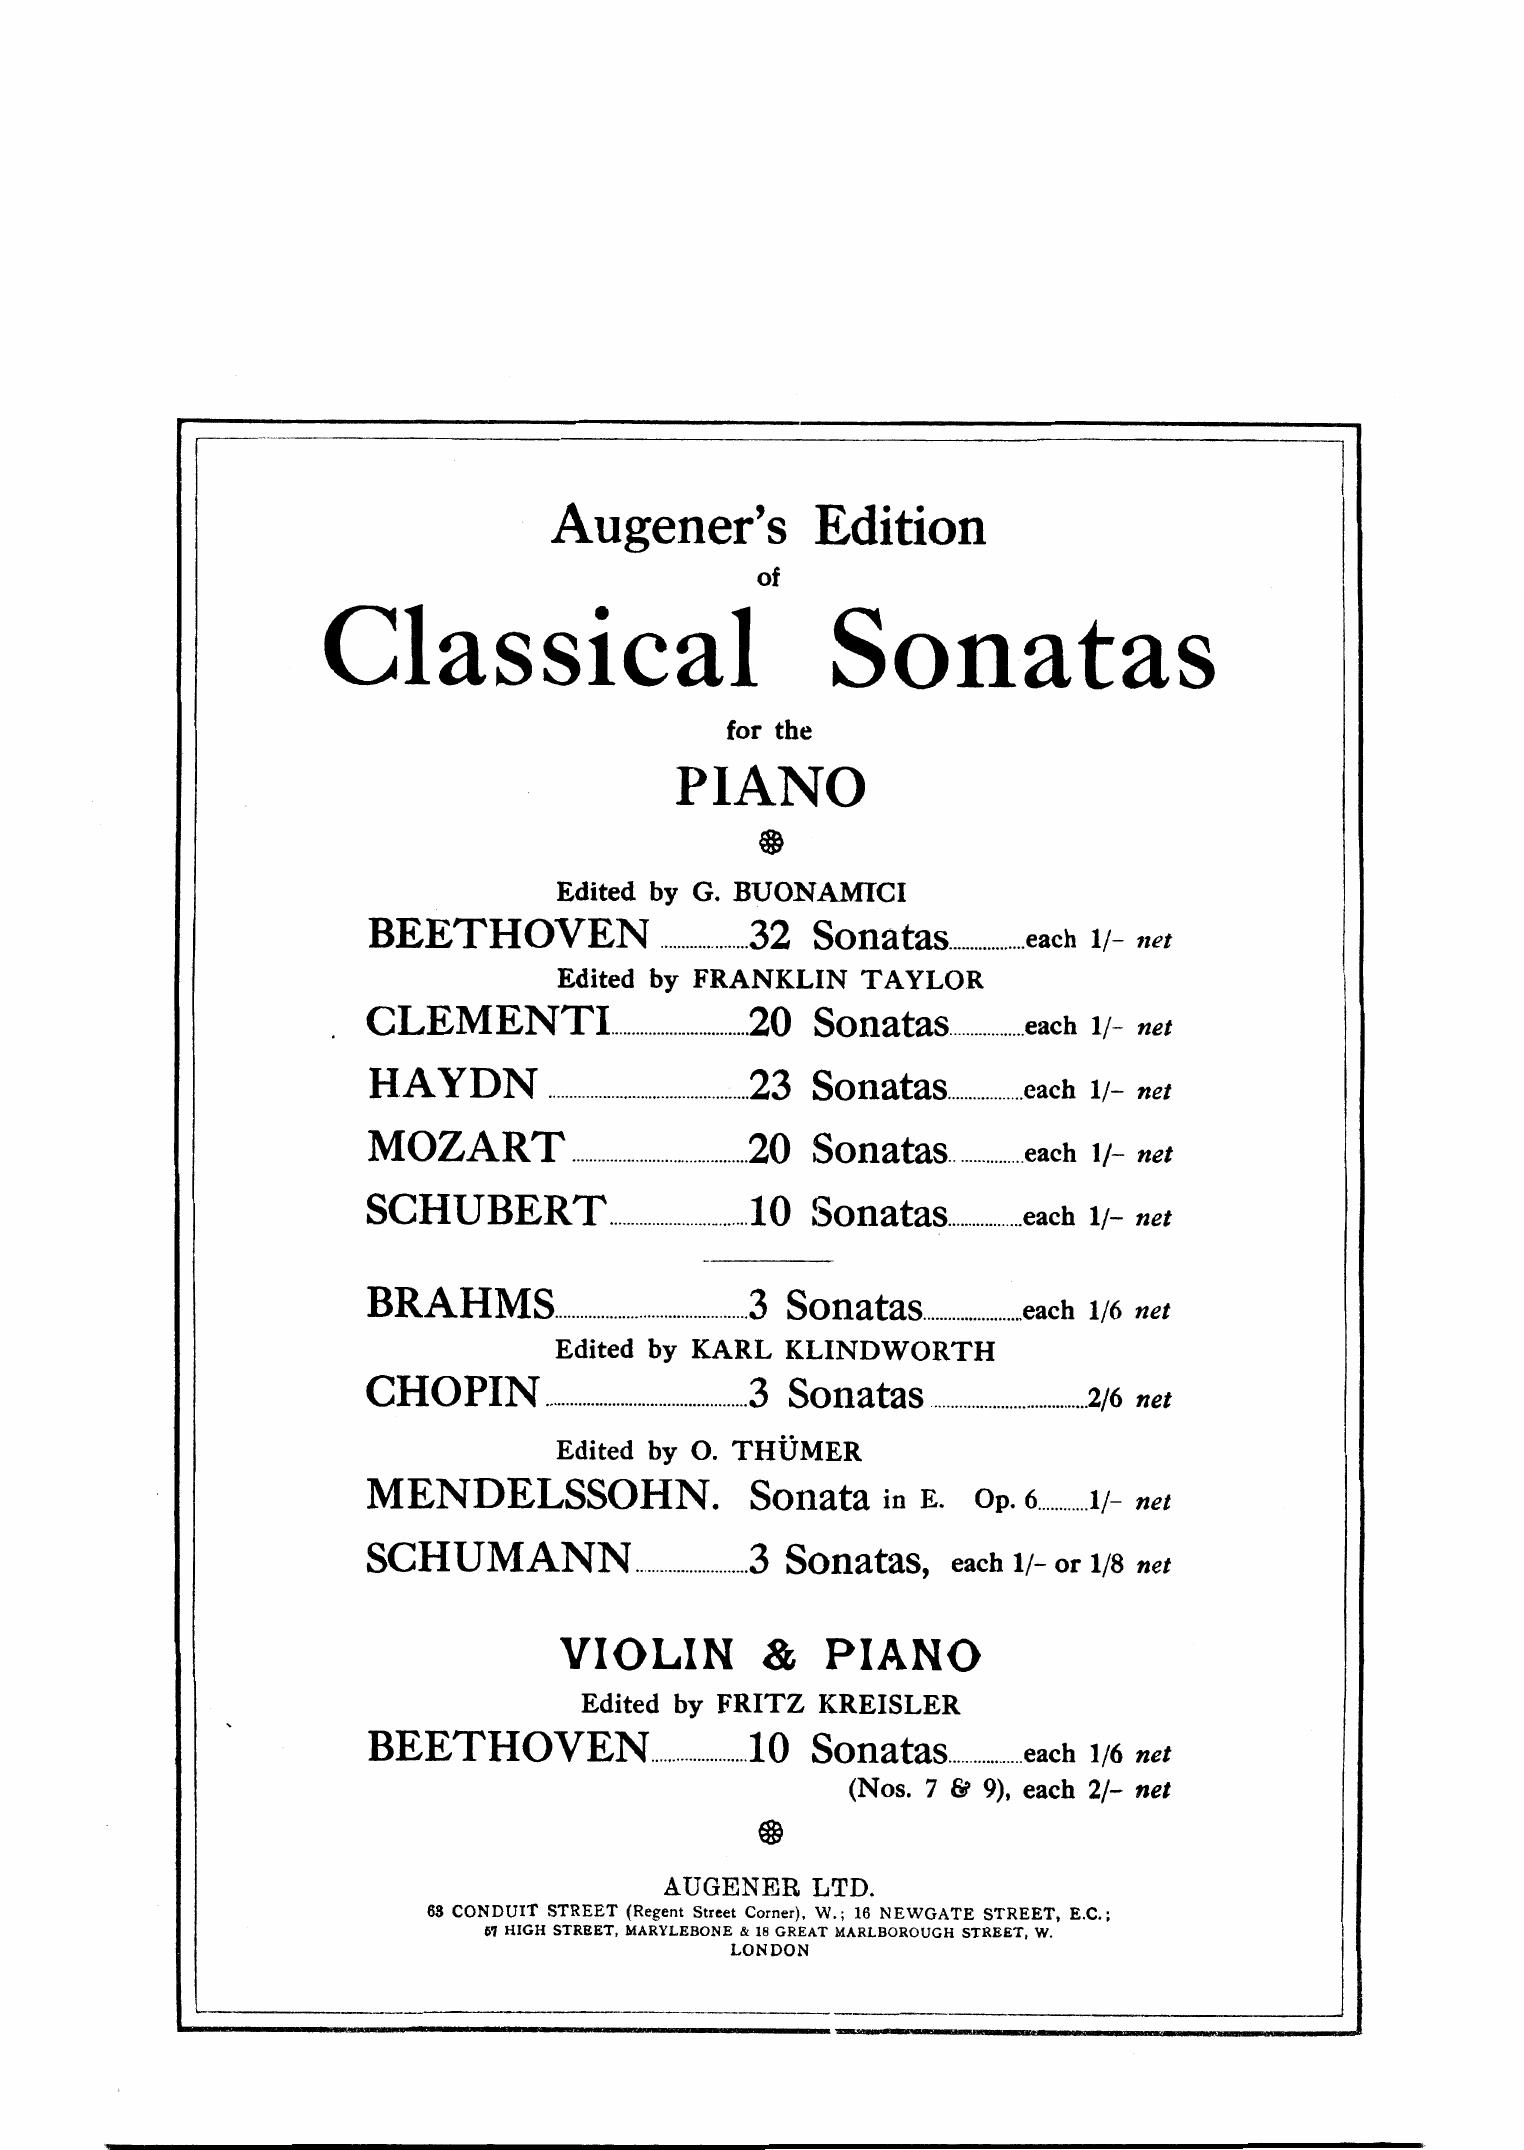 Augener's Edition
of
Classical Sonatas
for the
PIANO
Edited by G. BUONAMICI
BEETHOVEN ........ 32 Sonatas ........ each 1/- net
Edited by FRANKLIN TAYLOR
CLEMENTI ........ 20 Sonatas ........ each 1/- net
HAYDN ........ 23 Sonatas ........ each 1/- net
MOZART ........ 20 Sonatas ........ each 1/- net
SCHUBERT ........ 10 Sonatas ........ each 1/- net
BRAHMS ........ 3 Sonatas ........ each 1/6 net
Edited by KARL KLINDWORTH
CHOPIN ........ 3 Sonatas ........ 2/6 net
Edited by O. THÜMER
MENDELSSOHN. Sonata in E. Op. 6 ........ 1/- net
SCHUMANN ........ 3 Sonatas, each 1/- or 1/8 net
VIOLIN & PIANO
Edited by FRITZ KREISLER
BEETHOVEN ........ 10 Sonatas ........ each 1/6 net
(Nos. 7 & 9), each 2/- net
AUGENER LTD.
63 CONDUIT STREET (Regent Street Corner), W.; 16 NEWGATE STREET, E.C.;
57 HIGH STREET, MARYLEBONE & 18 GREAT MARLBOROUGH STREET, W.
LONDON